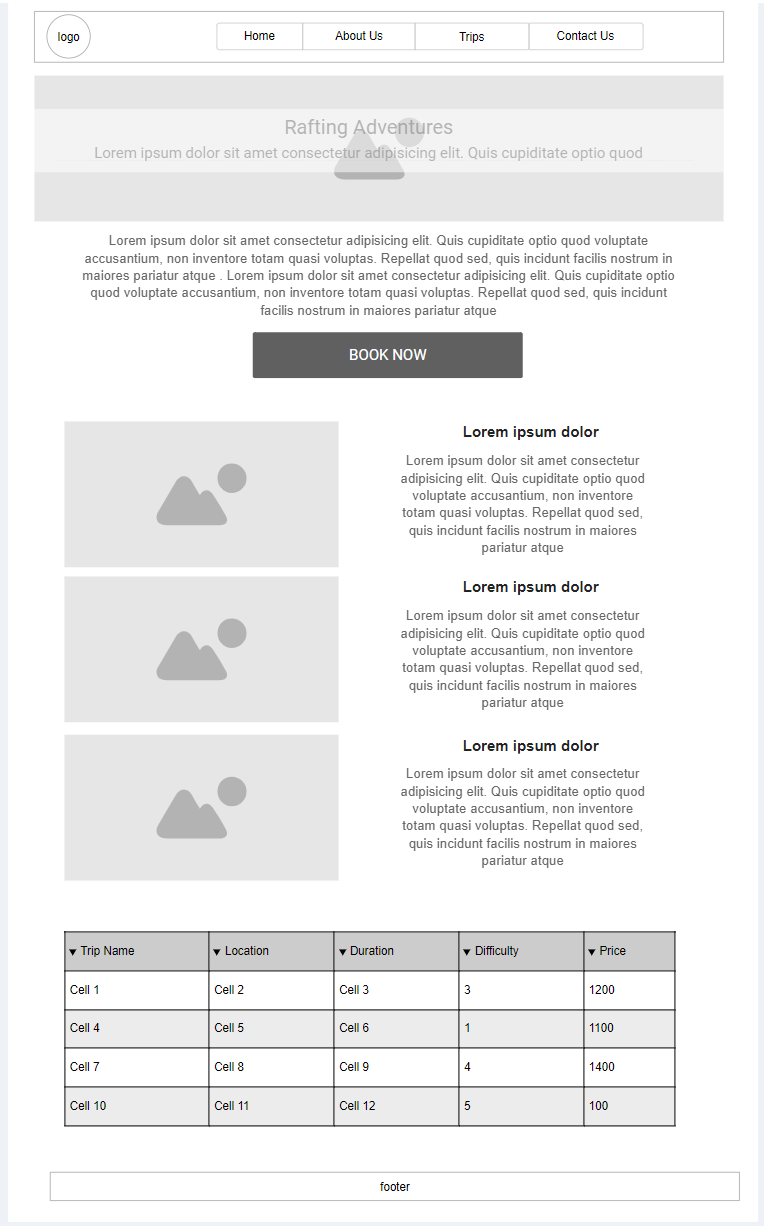 logo
Home
About Us
Trips
Contact Us
Rafting Adventures
Lorem ipsum dolor sit amet consectetur adipisicing elit. Quis cupiditate optio quod
Lorem ipsum dolor sit amet consectetur adipisicing elit. Quis cupiditate optio quod voluptate
accusantium, non inventore totam quasi voluptas. Repellat quod sed, quis incidunt facilis nostrum in
maiores pariatur atque . Lorem ipsum dolor sit amet consectetur adipisicing elit. Quis cupiditate optio
quod voluptate accusantium, non inventore totam quasi voluptas. Repellat quod sed, quis incidunt
facilis nostrum in maiores pariatur atque
BOOK NOW
Lorem ipsum dolor
Lorem ipsum dolor sit amet consectetur
adipisicing elit. Quis cupiditate optio quod
voluptate accusantium, non inventore
totam quasi voluptas. Repellat quod sed,
quis incidunt facilis nostrum in maiores
pariatur atque
Lorem ipsum dolor
Lorem ipsum dolor sit amet consectetur
adipisicing elit. Quis cupiditate optio quod
voluptate accusantium, non inventore
totam quasi voluptas. Repellat quod sed,
quis incidunt facilis nostrum in maiores
pariatur atque
Lorem ipsum dolor
Lorem ipsum dolor sit amet consectetur
adipisicing elit. Quis cupiditate optio quod
voluptate accusantium, non inventore
totam quasi voluptas. Repellat quod sed,
quis incidunt facilis nostrum in maiores
pariatur atque
▼ Trip Name ▼ Location ▼ Duration ▼ Difficulty ▼ Price
Cell 1 Cell 2 Cell 3 3 1200
Cell 4 Cell 5 Cell 6 1 1100
Cell 7 Cell 8 Cell 9 4 1400
Cell 10 Cell 11 Cell 12 5 100
footer